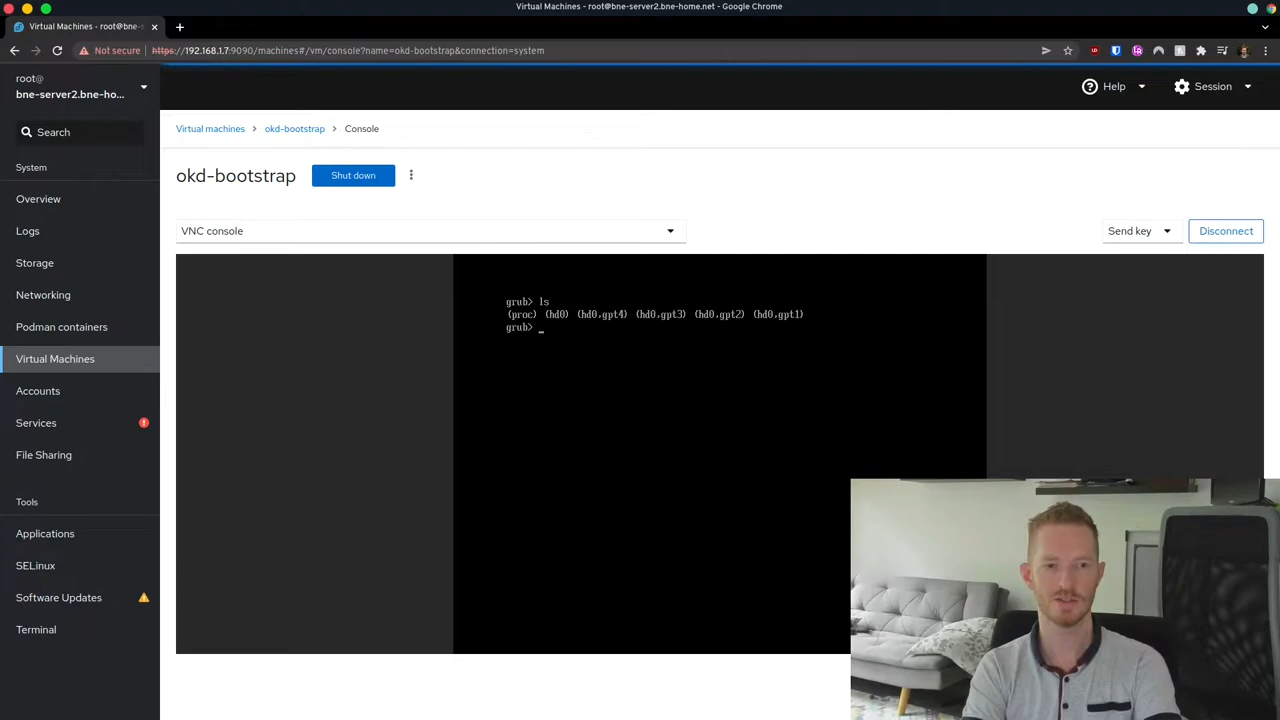 Virtual Machines - root@bne-server2.bne-home.net - Google Chrome
Virtual Machines - root@bne-s
Not secure
https://192.168.1.7:9090/machines#/vm/console?name=okd-bootstrap&connection=system
root@
bne-server2.bne-ho...
Help
Session
Search
Virtual machines > okd-bootstrap > Console
System
okd-bootstrap
Shut down
Overview
Logs
VNC console
Send key
Disconnect
Storage
Networking
Podman containers
Virtual Machines
Accounts
Services
File Sharing
Tools
Applications
SELinux
Software Updates
Terminal
grub> ls
(proc) (hd0) (hd0,gpt4) (hd0,gpt3) (hd0,gpt2) (hd0,gpt1)
grub> _